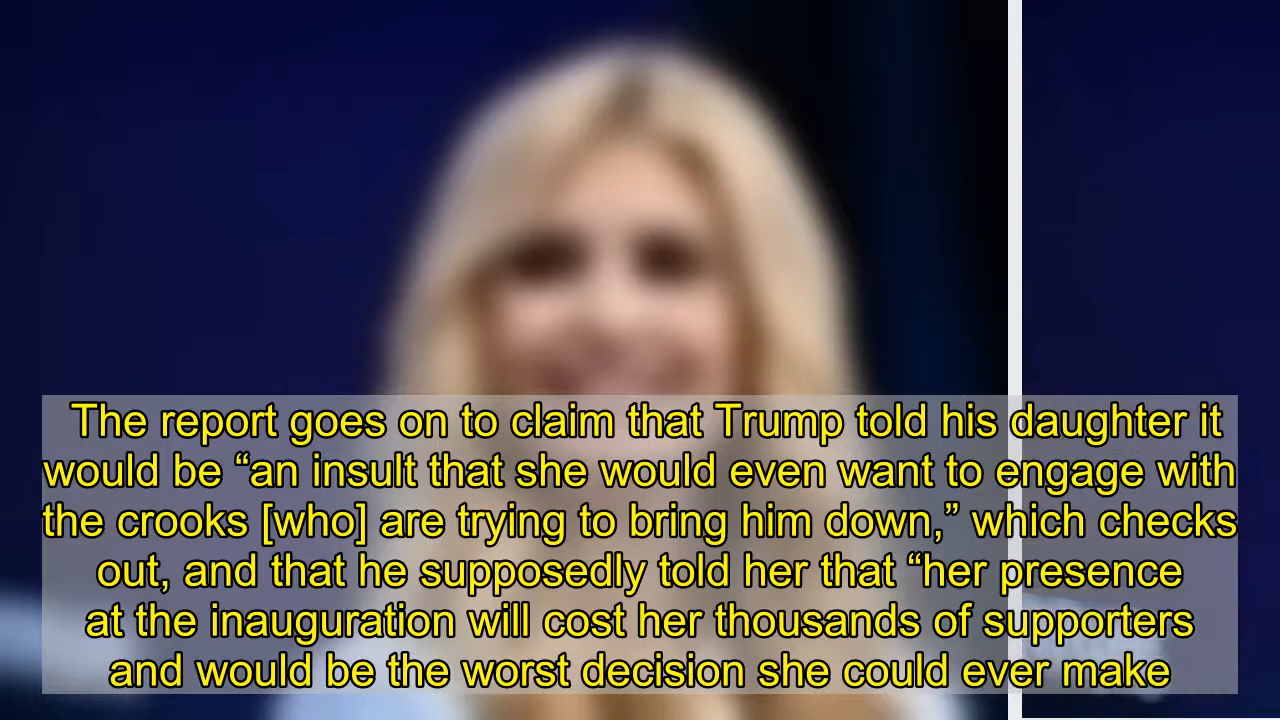 The report goes on to claim that Trump told his daughter it
would be “an insult that she would even want to engage with
the crooks [who] are trying to bring him down,” which checks
out, and that he supposedly told her that “her presence
at the inauguration will cost her thousands of supporters
and would be the worst decision she could ever make